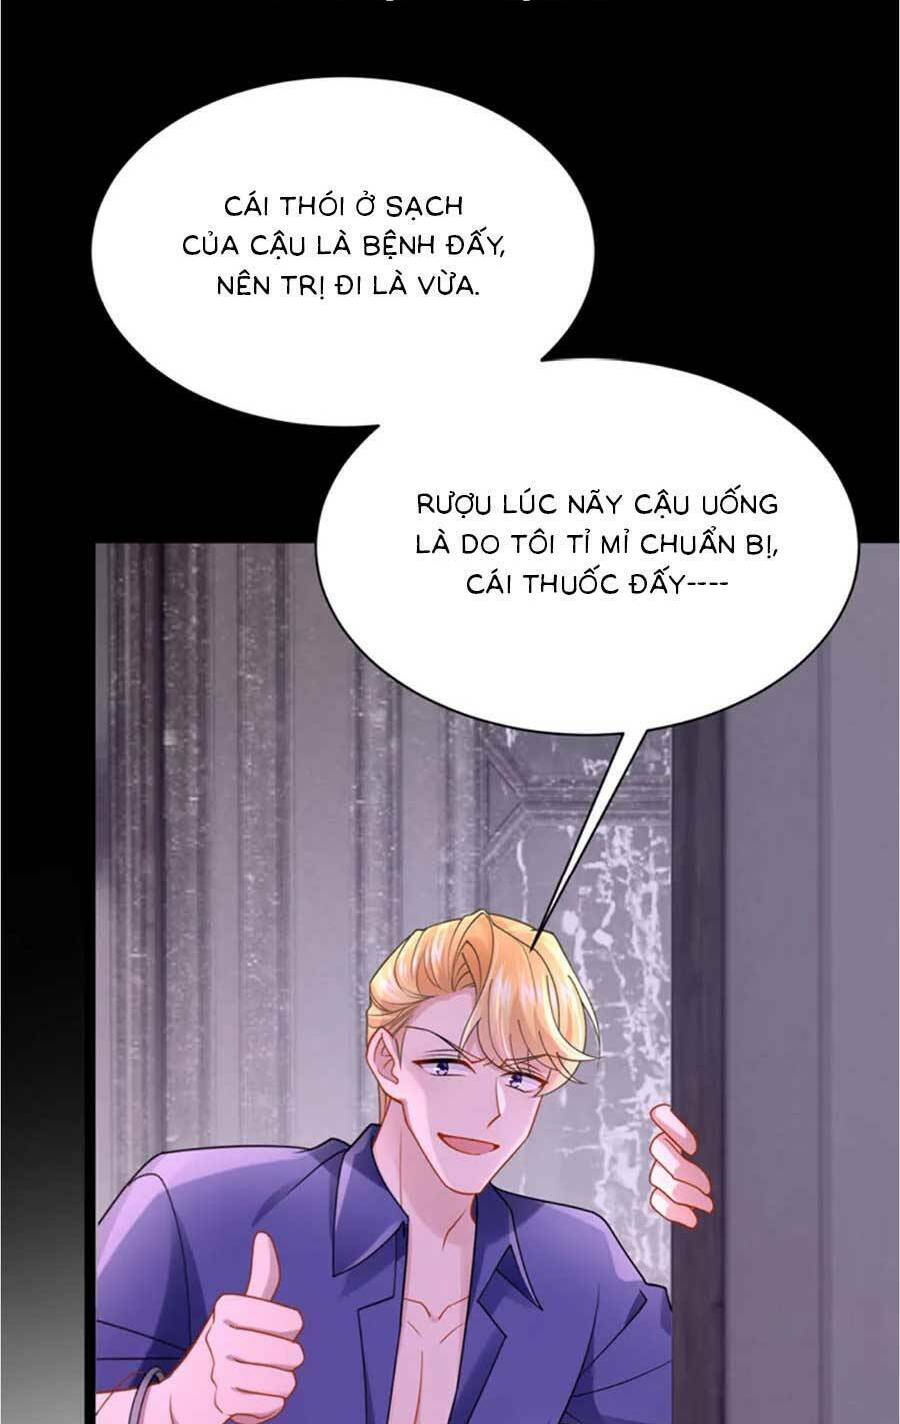 CÁI THÓI Ở SẠCH
CỦA CẬU LÀ BỆNH ĐẤY,
NÊN TRỊ ĐI LÀ VỪA.
RƯỢU LÚC NÃY CẬU UỐNG
LÀ DO TÔI TỈ MỈ CHUẨN BỊ,
CÁI THUỐC ĐẤY----